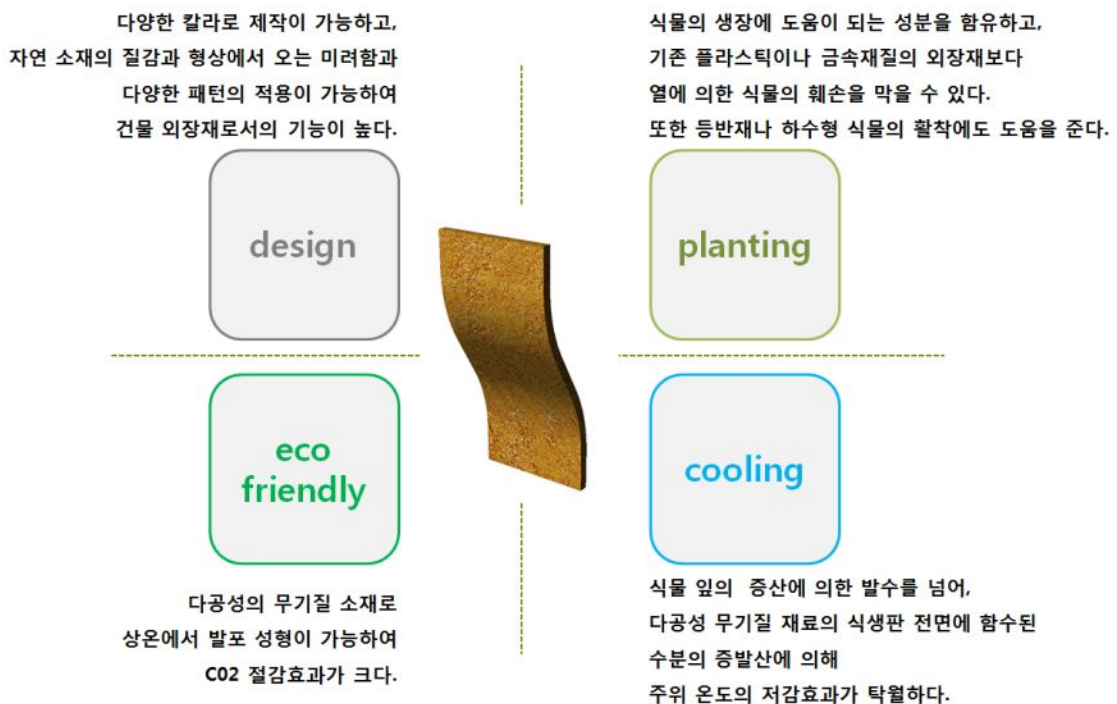 다양한 칼라로 제작이 가능하고,
자연 소재의 질감과 형상에서 오는 미려함과
다양한 패턴의 적용이 가능하여
건물 외장재로서의 기능이 높다.
design
식물의 생장에 도움이 되는 성분을 함유하고,
기존 플라스틱이나 금속재질의 외장재보다
열에 의한 식물의 훼손을 막을 수 있다.
또한 등반재나 하수형 식물의 활착에도 도움을 준다.
planting
eco
friendly
다공성의 무기질 소재로
상온에서 발포 성형이 가능하여
C02 절감효과가 크다.
cooling
식물 잎의 증산에 의한 발수를 넘어,
다공성 무기질 재료의 식생판 전면에 함수된
수분의 증발산에 의해
주위 온도의 저감효과가 탁월하다.